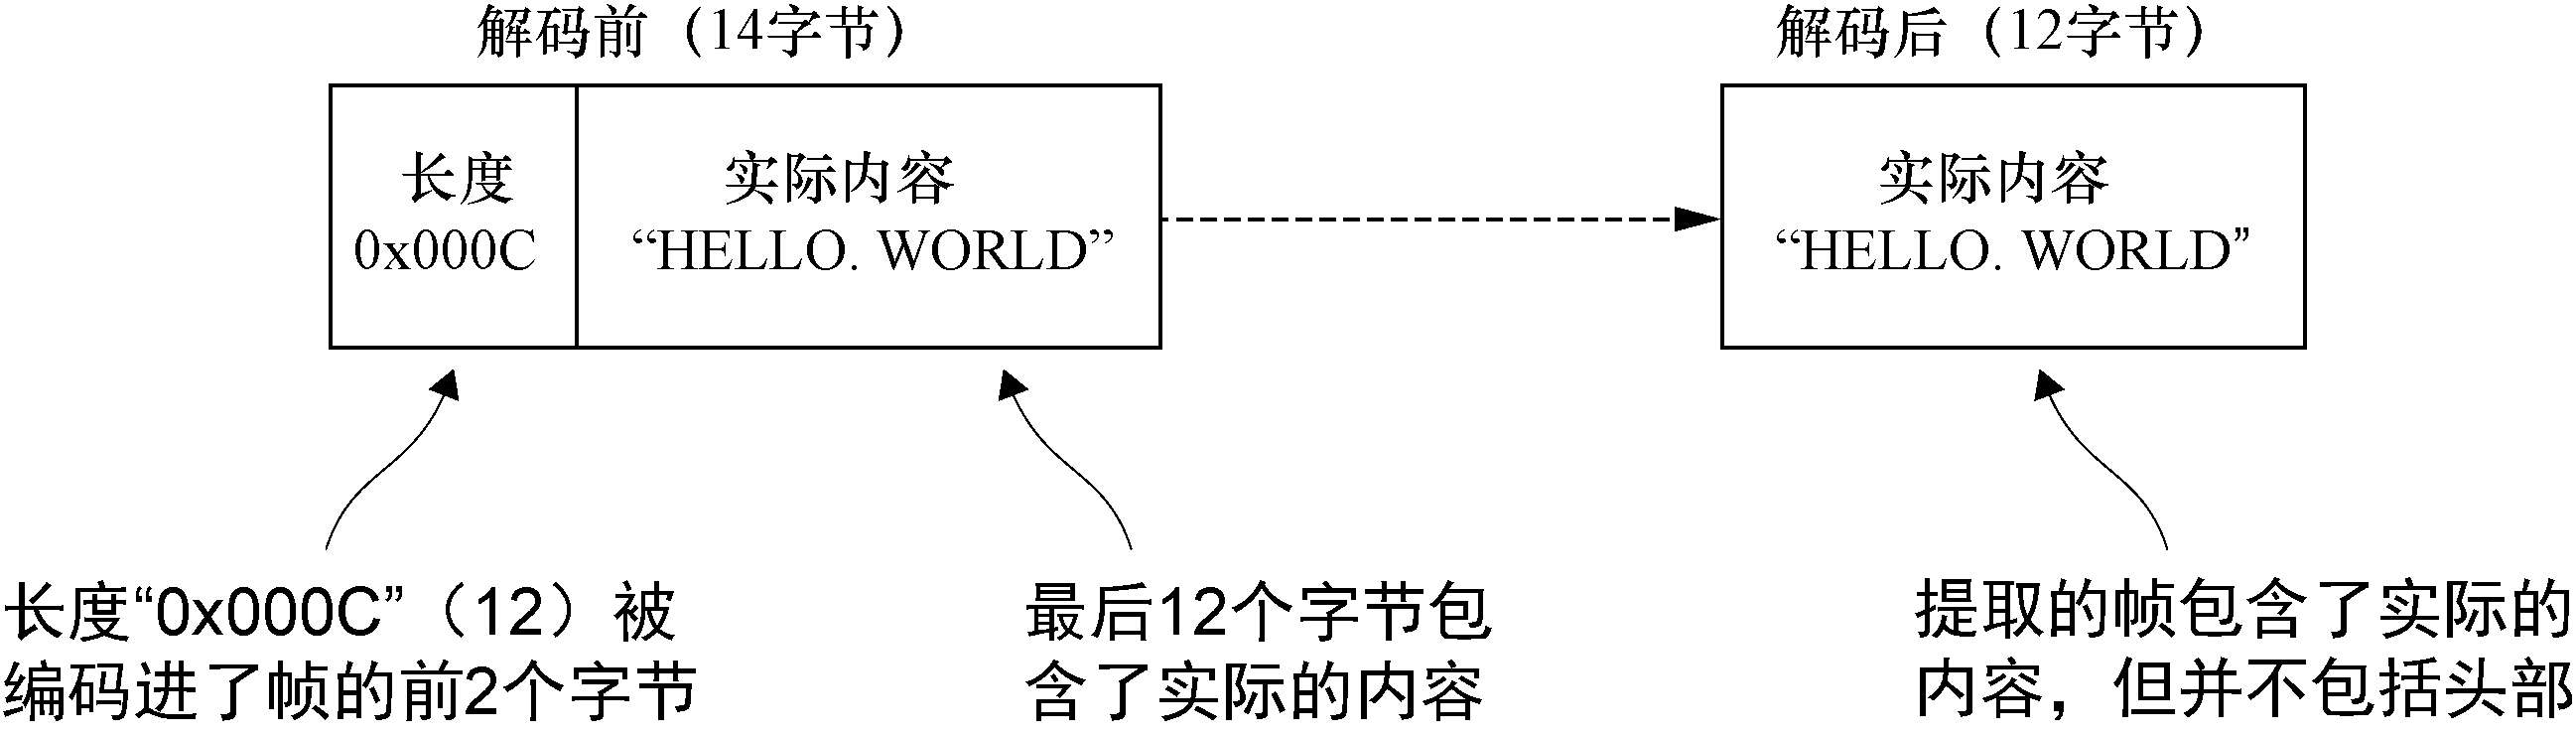 解码前（14字节）
解码后（12字节）
长度
0x000C
实际内容
“HELLO. WORLD”
实际内容
“HELLO. WORLD”
长度“0x000C”（12）被
编码进了帧的前2个字节
最后12个字节包
含了实际的内容
提取的帧包含了实际的
内容，但并不包括头部